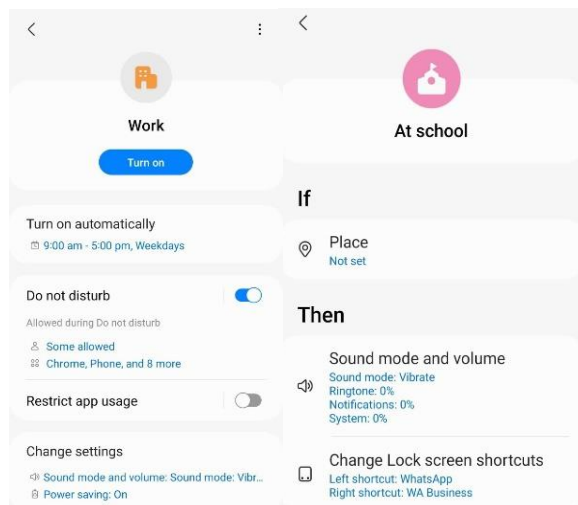 Work
Turn on
Turn on automatically
9:00 am - 5:00 pm, Weekdays
Do not disturb
Allowed during Do not disturb
Some allowed
Chrome, Phone, and 8 more
Restrict app usage
Change settings
Sound mode and volume: Sound mode: Vibr...
Power saving: On
At school
If
Place
Not set
Then
Sound mode and volume
Sound mode: Vibrate
Ringtone: 0%
Notifications: 0%
System: 0%
Change Lock screen shortcuts
Left shortcut: WhatsApp
Right shortcut: WA Business